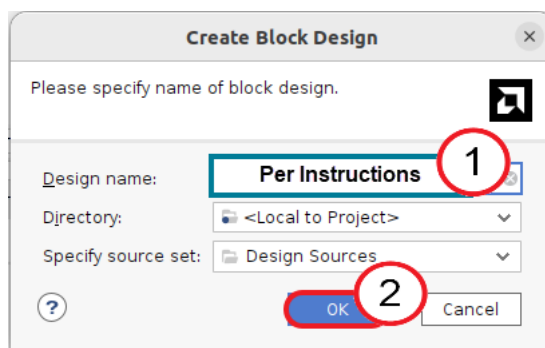 Create Block Design
Please specify name of block design.
Design name: Per Instructions 1
Directory: <Local to Project>
Specify source set: Design Sources
? OK 2 Cancel